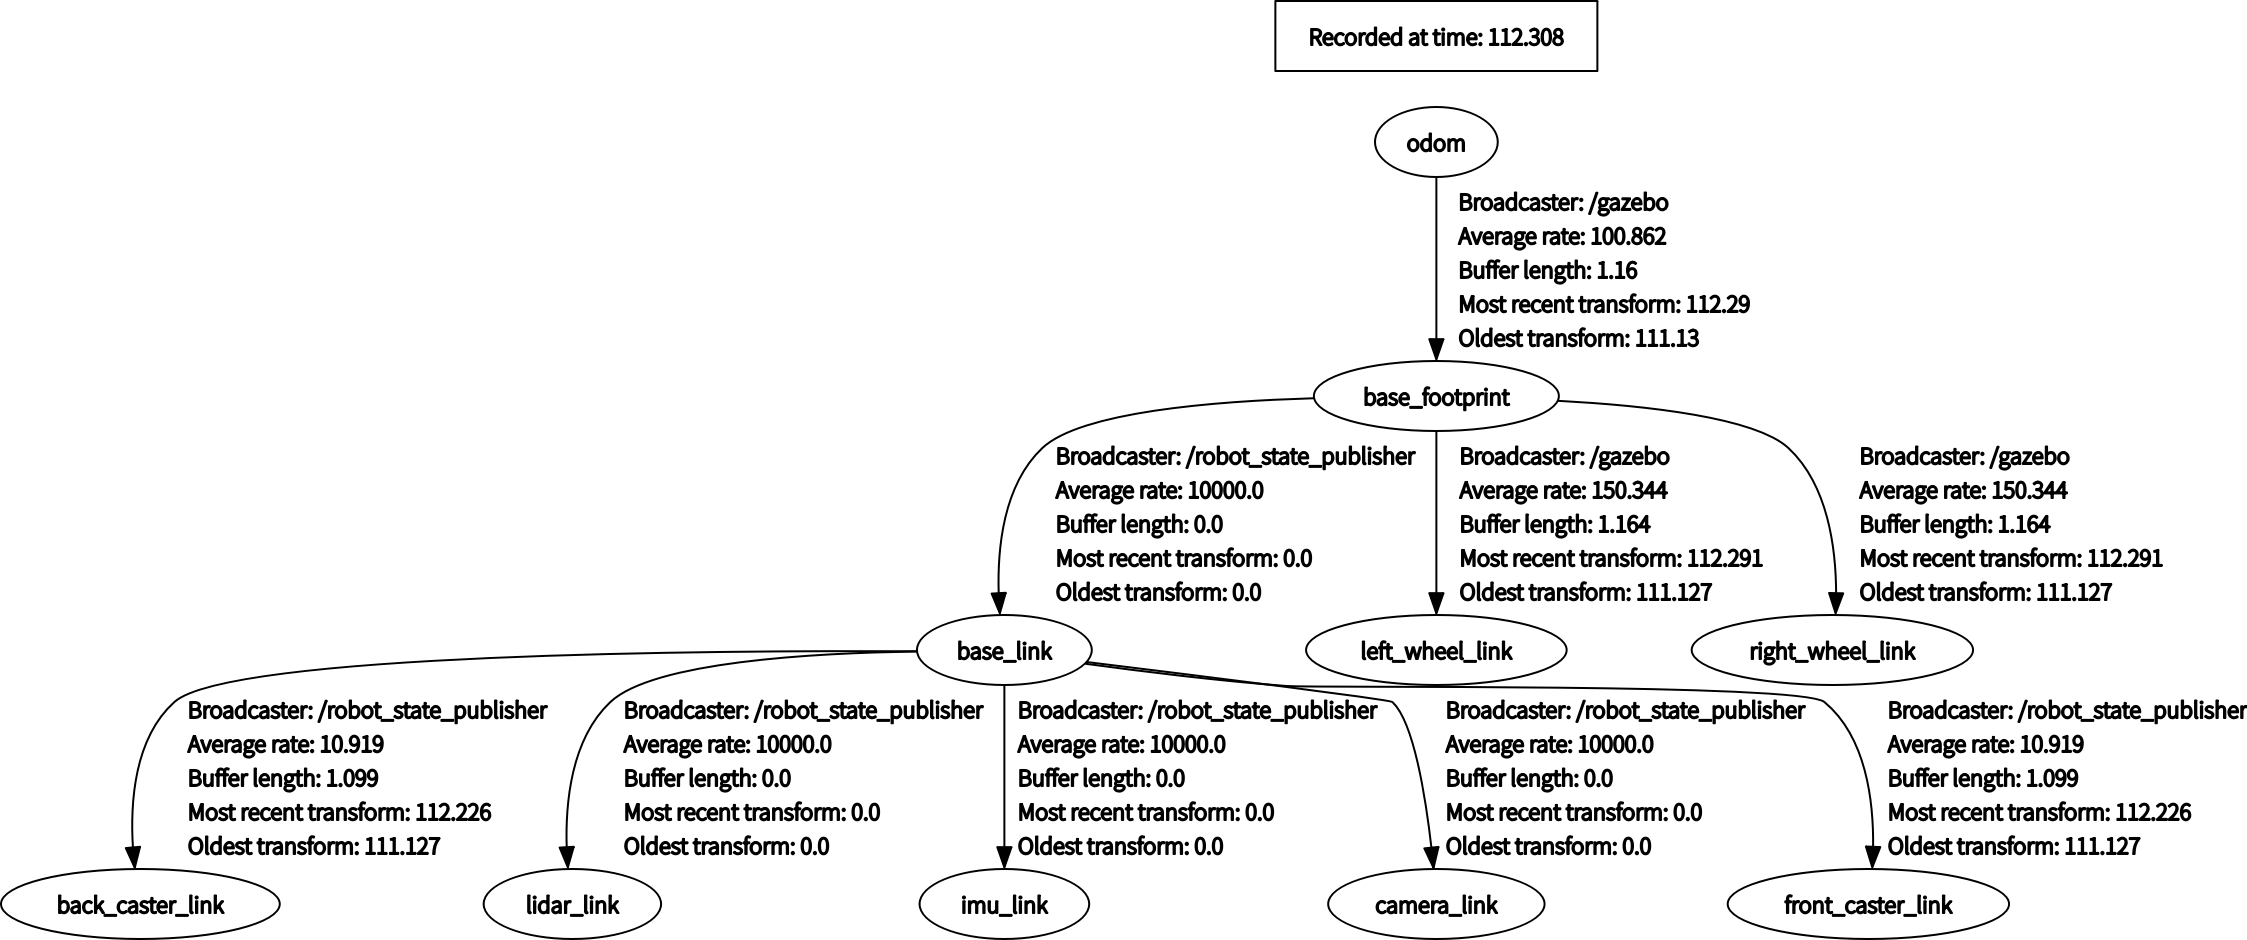 Recorded at time: 112.308
odom
Broadcaster: /gazebo
Average rate: 100.862
Buffer length: 1.16
Most recent transform: 112.29
Oldest transform: 111.13
base_footprint
Broadcaster: /robot_state_publisher
Average rate: 10000.0
Buffer length: 0.0
Most recent transform: 0.0
Oldest transform: 0.0
Broadcaster: /gazebo
Average rate: 150.344
Buffer length: 1.164
Most recent transform: 112.291
Oldest transform: 111.127
Broadcaster: /gazebo
Average rate: 150.344
Buffer length: 1.164
Most recent transform: 112.291
Oldest transform: 111.127
base_link
left_wheel_link
right_wheel_link
Broadcaster: /robot_state_publisher
Average rate: 10.919
Buffer length: 1.099
Most recent transform: 112.226
Oldest transform: 111.127
Broadcaster: /robot_state_publisher
Average rate: 10000.0
Buffer length: 0.0
Most recent transform: 0.0
Oldest transform: 0.0
Broadcaster: /robot_state_publisher
Average rate: 10000.0
Buffer length: 0.0
Most recent transform: 0.0
Oldest transform: 0.0
Broadcaster: /robot_state_publisher
Average rate: 10000.0
Buffer length: 0.0
Most recent transform: 0.0
Oldest transform: 0.0
Broadcaster: /robot_state_publisher
Average rate: 10.919
Buffer length: 1.099
Most recent transform: 112.226
Oldest transform: 111.127
back_caster_link
lidar_link
imu_link
camera_link
front_caster_link